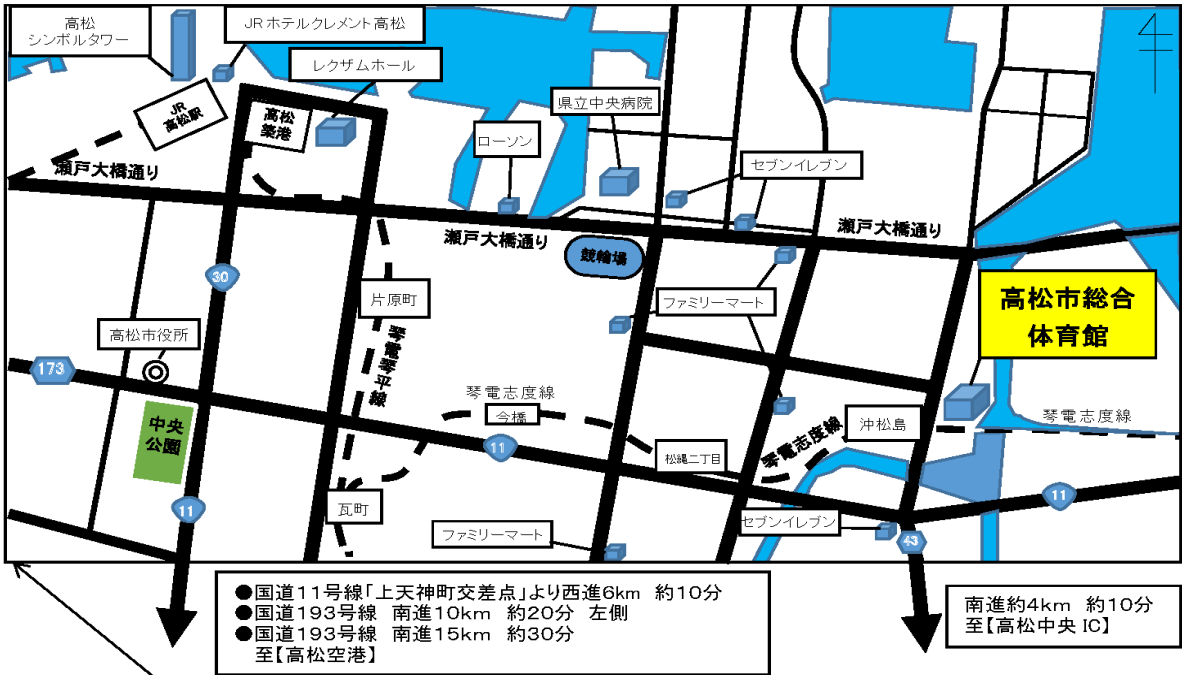 高松
シンボルタワー
JRホテルクレメント高松
レクザムホール
県立中央病院
JR
高松駅
高松
築港
ローソン
セブンイレブン
瀬戸大橋通り
瀬戸大橋通り
瀬戸大橋通り
競輪場
30
片原町
ファミリーマート
高松市総合
体育館
高松市役所
琴電琴平線
173
琴電志度線
今橋
中央
公園
11
松縄二丁目
琴電志度線
沖松島
琴電志度線
瓦町
11
11
ファミリーマート
セブンイレブン
43
●国道11号線「上天神町交差点」より西進6km 約10分
●国道193号線 南進10km 約20分 左側
●国道193号線 南進15km 約30分
至【高松空港】
南進約4km 約10分
至【高松中央IC】